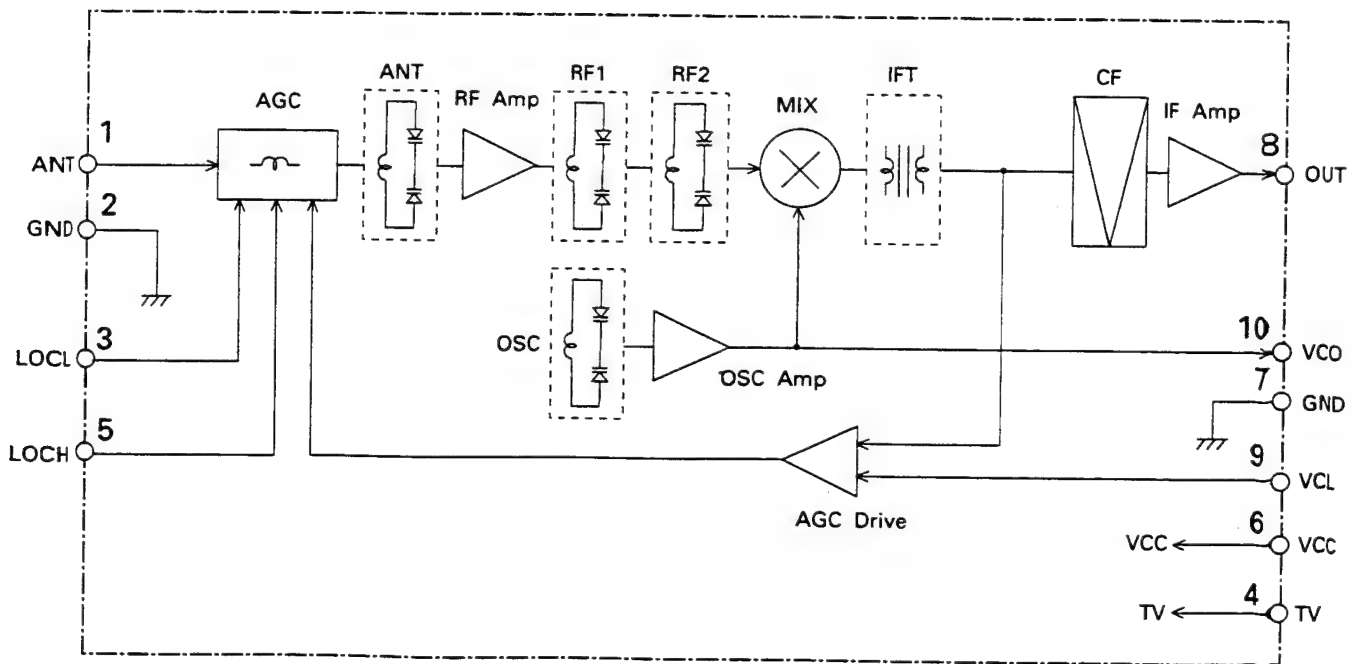 ANT
RF1
RF2
IFT
CF
AGC
RF Amp
MIX
IF Amp
1
ANT
8
OUT
2
GND
3
LOCL
OSC
OSC Amp
10
VCO
7
GND
5
LOCH
9
VCL
AGC Drive
6
VCC
VCC
4
TV
TV